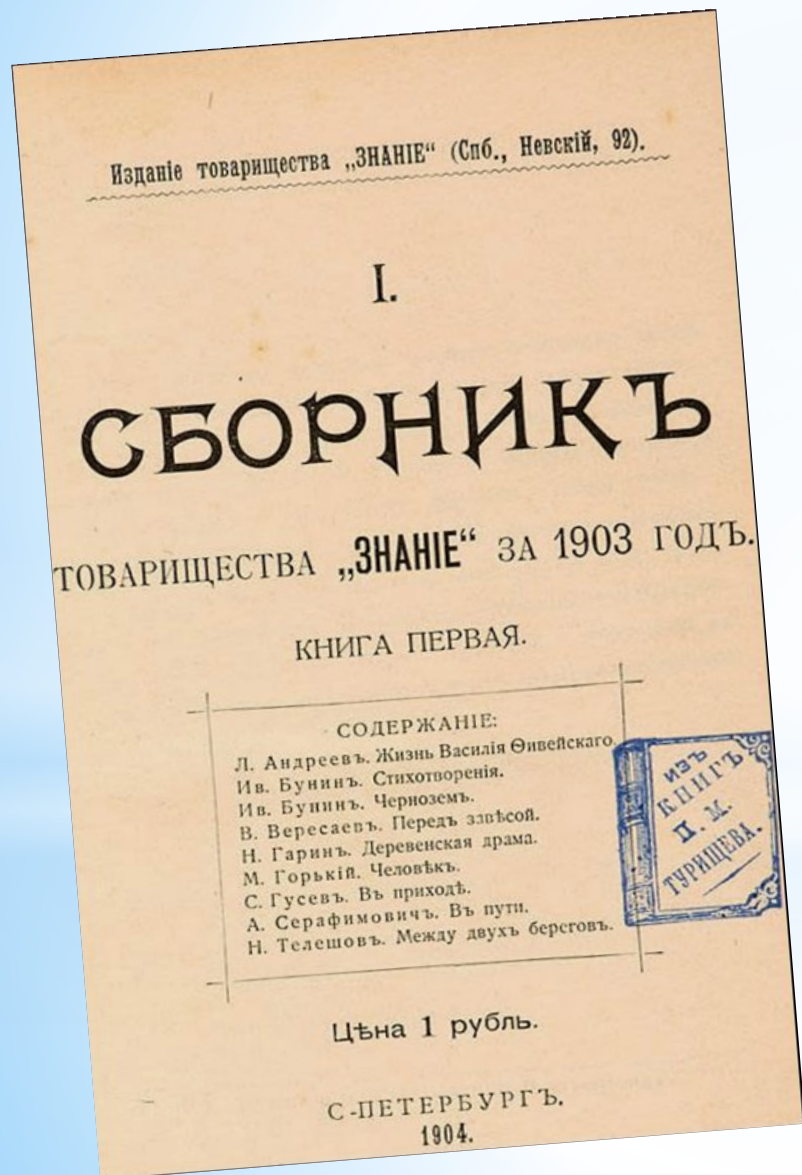 Изданіе товарищества „ЗНАНІЕ“ (Спб., Невскій, 92).
I.
СБОРНИКЪ
ТОВАРИЩЕСТВА „ЗНАНІЕ“ ЗА 1903 ГОДЪ.
КНИГА ПЕРВАЯ.
СОДЕРЖАНІЕ:
Л. Андреевъ. Жизнь Василія Ѳивейскаго.
Ив. Бунинъ. Стихотворенія.
Ив. Бунинъ. Черноземъ.
В. Вересаевъ. Передъ завѣсой.
Н. Гаринъ. Деревенская драма.
М. Горькій. Человѣкъ.
С. Гусевъ. Въ приходѣ.
А. Серафимовичъ. Въ пути.
Н. Телешовъ. Между двухъ береговъ.
ИЗЪ
КНИГЪ
П. М.
ТУРИЩЕВА.
Цѣна 1 рубль.
С-ПЕТЕРБУРГЪ.
1904.